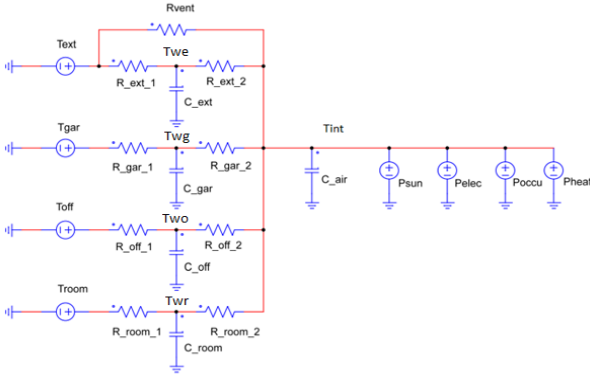 Rvent
Text
Twe
R_ext_1
R_ext_2
C_ext
Tgar
Twg
Tint
R_gar_1
R_gar_2
C_gar
C_air
Psun
Pelec
Poccu
Pheat
Toff
Two
R_off_1
R_off_2
C_off
Troom
Twr
R_room_1
R_room_2
C_room